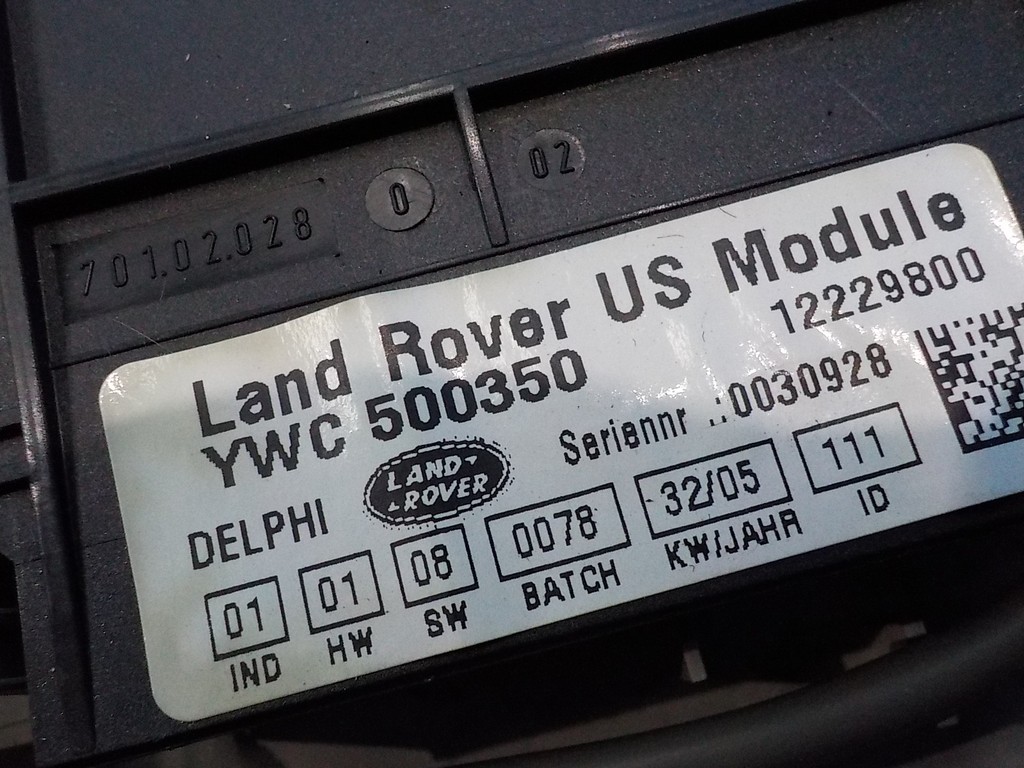 701.02.028 0 02
Land Rover US Module
YWC 500350 12229800
DELPHI LAND- -ROVER Seriennr .:0030928
01 01 08 0078 32/05 111
IND HW SW BATCH KW/JAHR ID